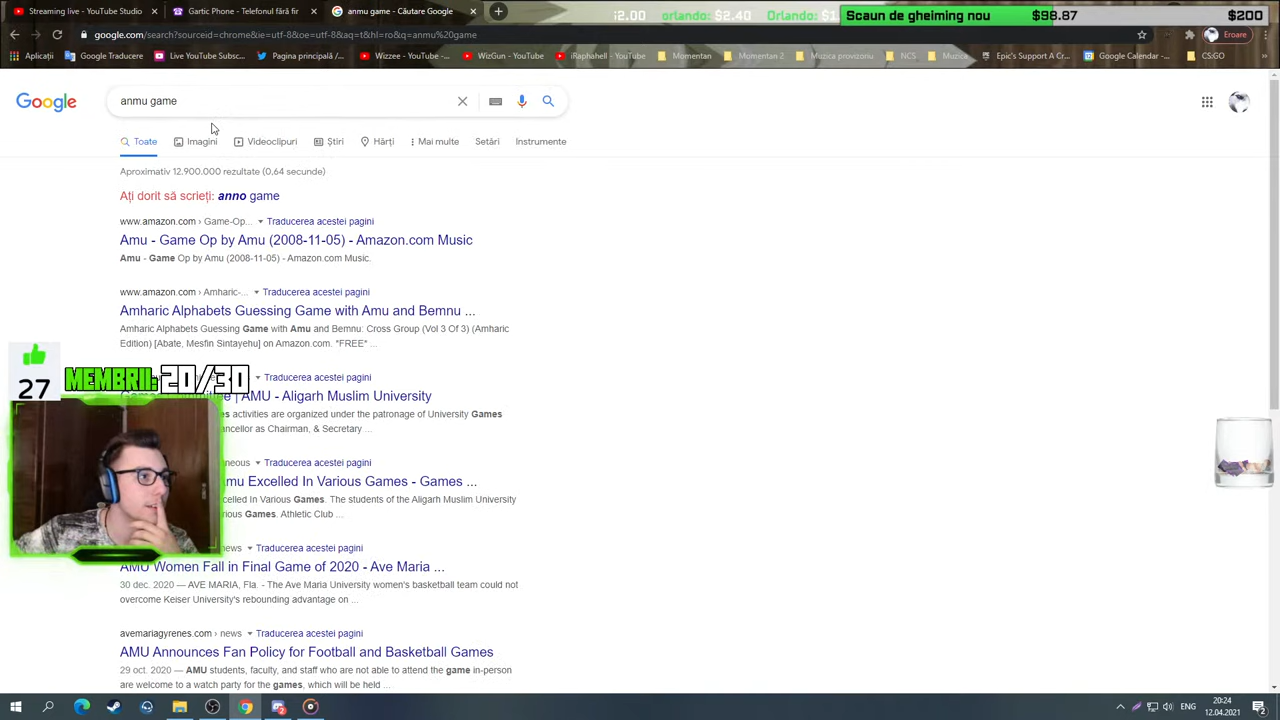 Streaming live - YouTube Studio
Gartic Phone - Telefonul fără fir
anmu game - Căutare Google
orlando: $2.40 Orlando: $1
Scaun de gheiming nou $98.87 $200
google.com/search?sourceid=chrome&ie=utf-8&oe=utf-8&aq=t&hl=ro&q=anmu%20game
Eroare
Aplicații Google Traducere Live YouTube Subsc... Pagina principală /... Wizzee - YouTube -... WizGun - YouTube iRaphahell - YouTube Momentan Momentan 2 Muzica provizoriu NCS Muzica Epic's Support A Cr... Google Calendar -... CS:GO
Google
anmu game
Toate Imagini Videoclipuri Știri Hărți Mai multe Setări Instrumente
Aproximativ 12.900.000 rezultate (0,64 secunde)
Ați dorit să scrieți: anno game
www.amazon.com › Game-Op... Traducerea acestei pagini
Amu - Game Op by Amu (2008-11-05) - Amazon.com Music
Amu - Game Op by Amu (2008-11-05) - Amazon.com Music.
www.amazon.com › Amharic-... Traducerea acestei pagini
Amharic Alphabets Guessing Game with Amu and Bemnu ...
Amharic Alphabets Guessing Game with Amu and Bemnu: Cross Group (Vol 3 Of 3) (Amharic
Edition) [Abate, Mesfin Sintayehu] on Amazon.com. *FREE* ...
27
MEMBRII: 20/30
Traducerea acestei pagini
| AMU - Aligarh Muslim University
activities are organized under the patronage of University Games
as Chairman, & Secretary ...
Traducerea acestei pagini
Excelled In Various Games - Games ...
In Various Games. The students of the Aligarh Muslim University
Games. Athletic Club ...
news Traducerea acestei pagini
AMU Women Fall in Final Game of 2020 - Ave Maria ...
30 dec. 2020 — AVE MARIA, Fla. - The Ave Maria University women's basketball team could not
overcome Keiser University's rebounding advantage on ...
avemariagyrenes.com › news Traducerea acestei pagini
AMU Announces Fan Policy for Football and Basketball Games
29 oct. 2020 — AMU students, faculty, and staff who are not able to attend the game in-person
are welcome to a watch party for the games, which will be held ...
ENG
20:24
12.04.2021
2